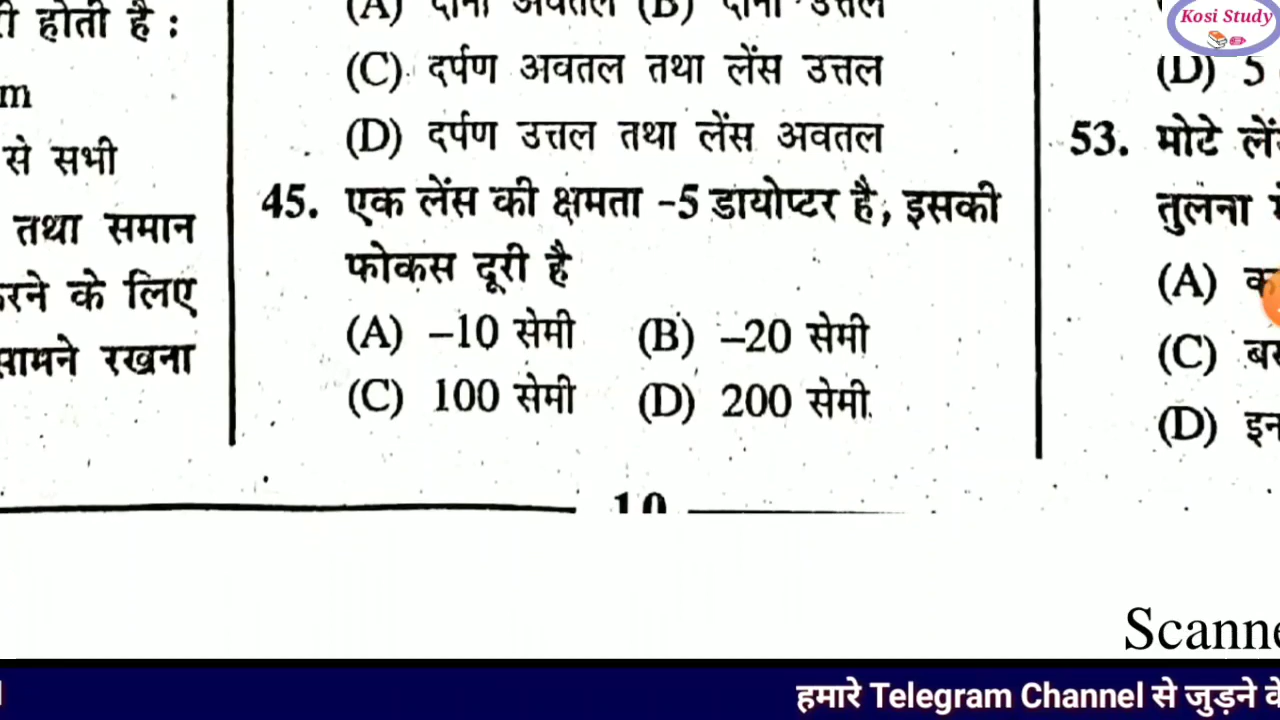 री होती है :
m
से सभी
तथा समान
करने के लिए
सामने रखना
(C) दर्पण अवतल तथा लेंस उत्तल
(D) दर्पण उत्तल तथा लेंस अवतल
45. एक लेंस की क्षमता -5 डायोप्टर है, इसकी
फोकस दूरी है
(A) –10 सेमी (B) –20 सेमी
(C) 100 सेमी (D) 200 सेमी
10
Kosi Study
(D) 5
53. मोटे
तुलना
(A)
(C)
(D)
Scanne
हमारे Telegram Channel से जुड़ने